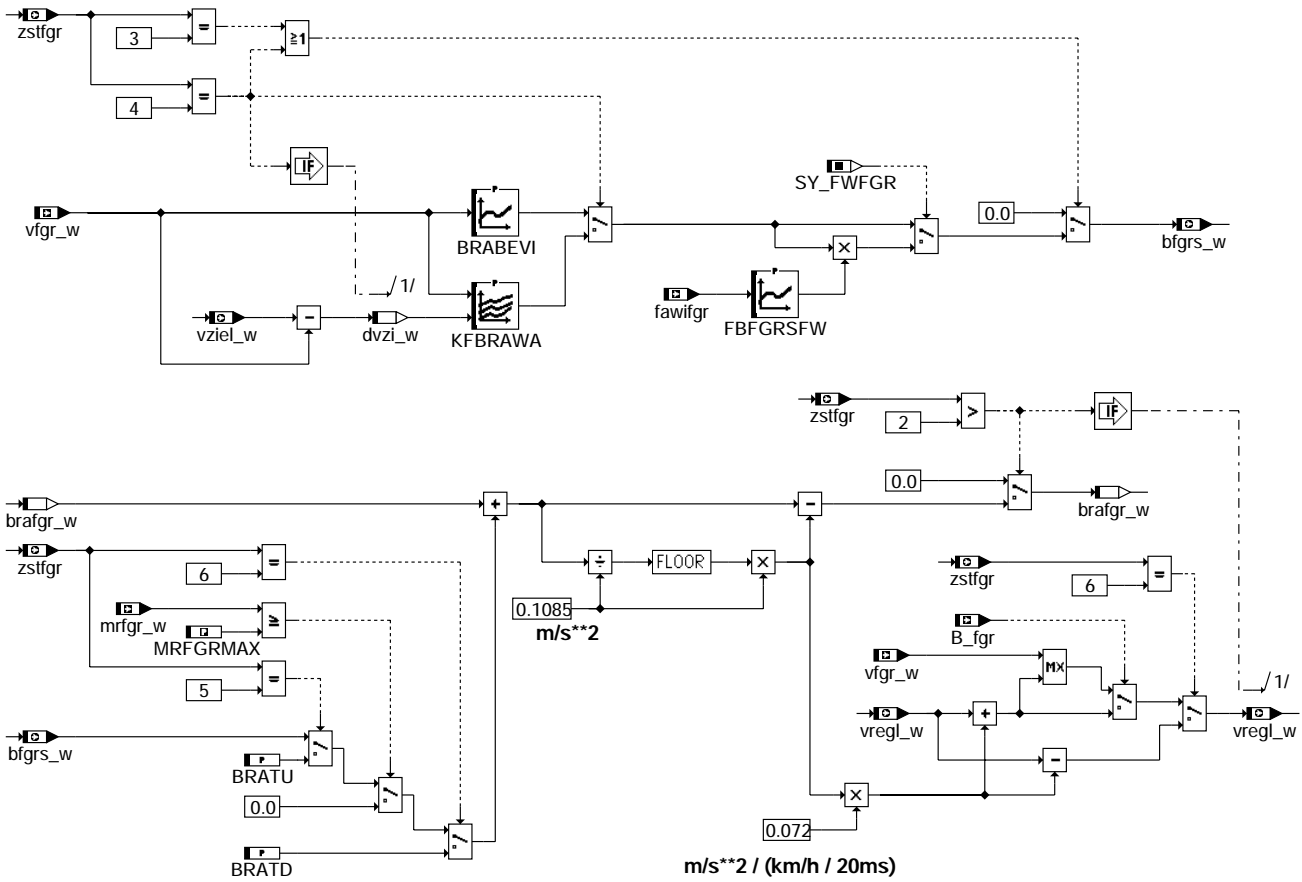 zstfgr
3
=
≥1
4
=
IF
SY_FWFGR
vfgr_w
P
BRABEVI
0.0
bfgrs_w
×
/1/
P
fawifgr
P
FBFGRSFW
vziel_w
-
dvzi_w
KFBRAWA
zstfgr
>
IF
2
0.0
brafgr_w
+
-
brafgr_w
zstfgr
=
6
÷
FLOOR
×
zstfgr
=
6
mrfgr_w
≥
P
MRFGRMAX
0.1085
m/s**2
B_fgr
=
5
vfgr_w
MX
/1/
bfgrs_w
vregl_w
+
vregl_w
P
BRATU
-
0.0
×
0.072
P
BRATD
m/s**2 / (km/h / 20ms)